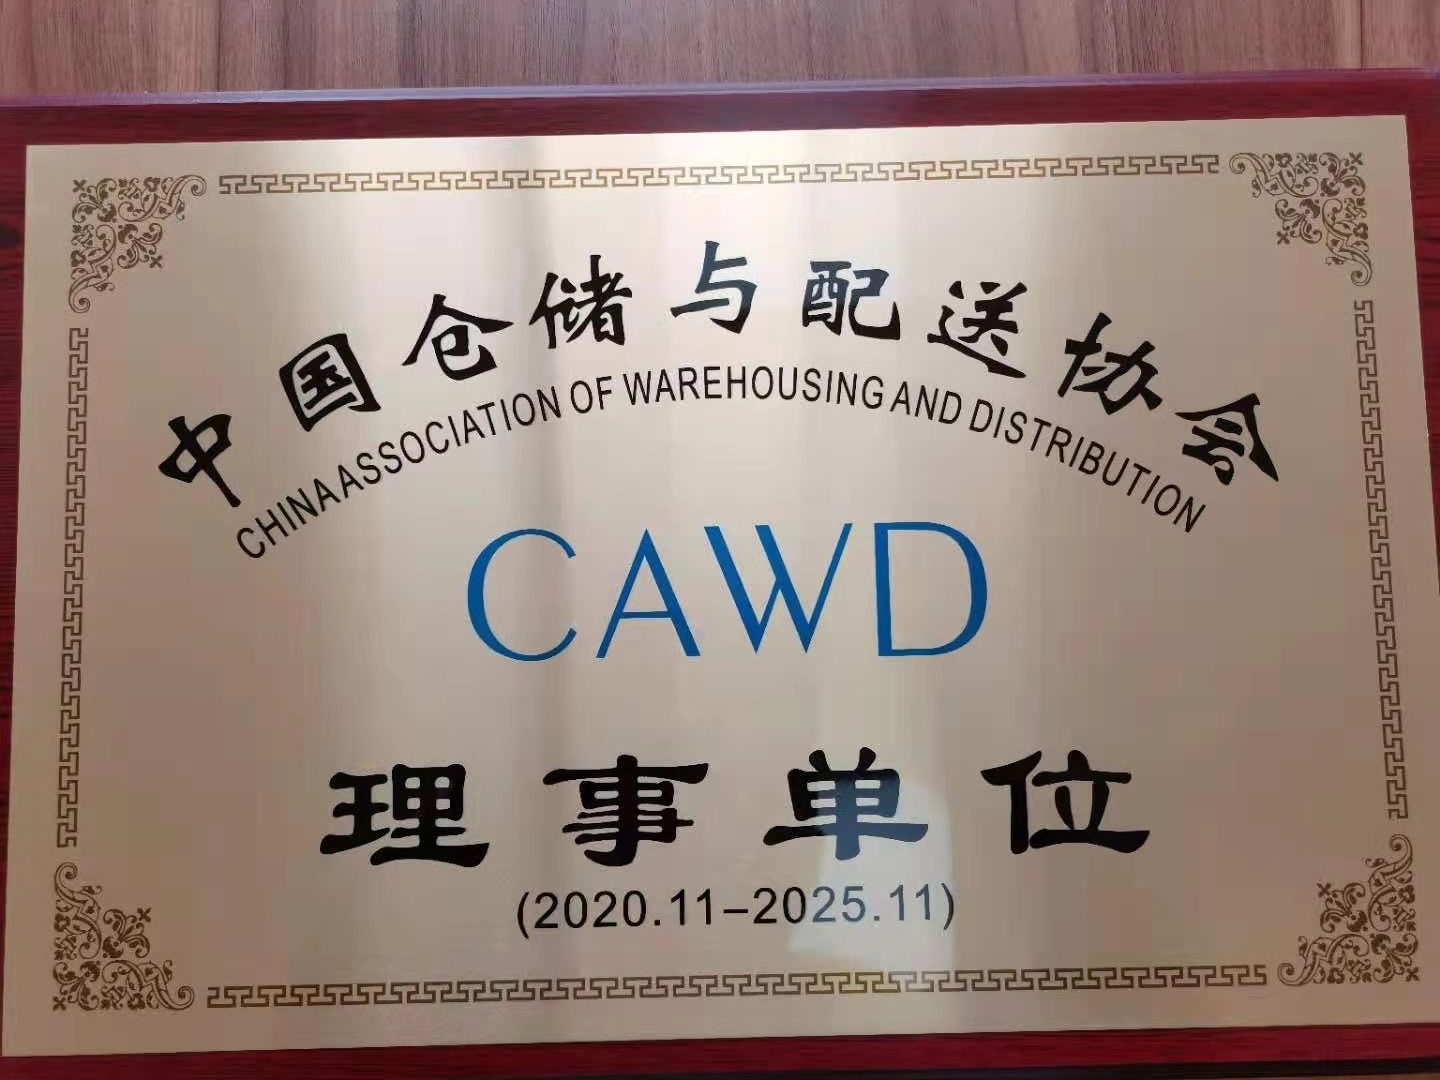 中国仓储与配送协会
CHINA ASSOCIATION OF WAREHOUSING AND DISTRIBUTION
CAWD
理事单位
(2020.11–2025.11)